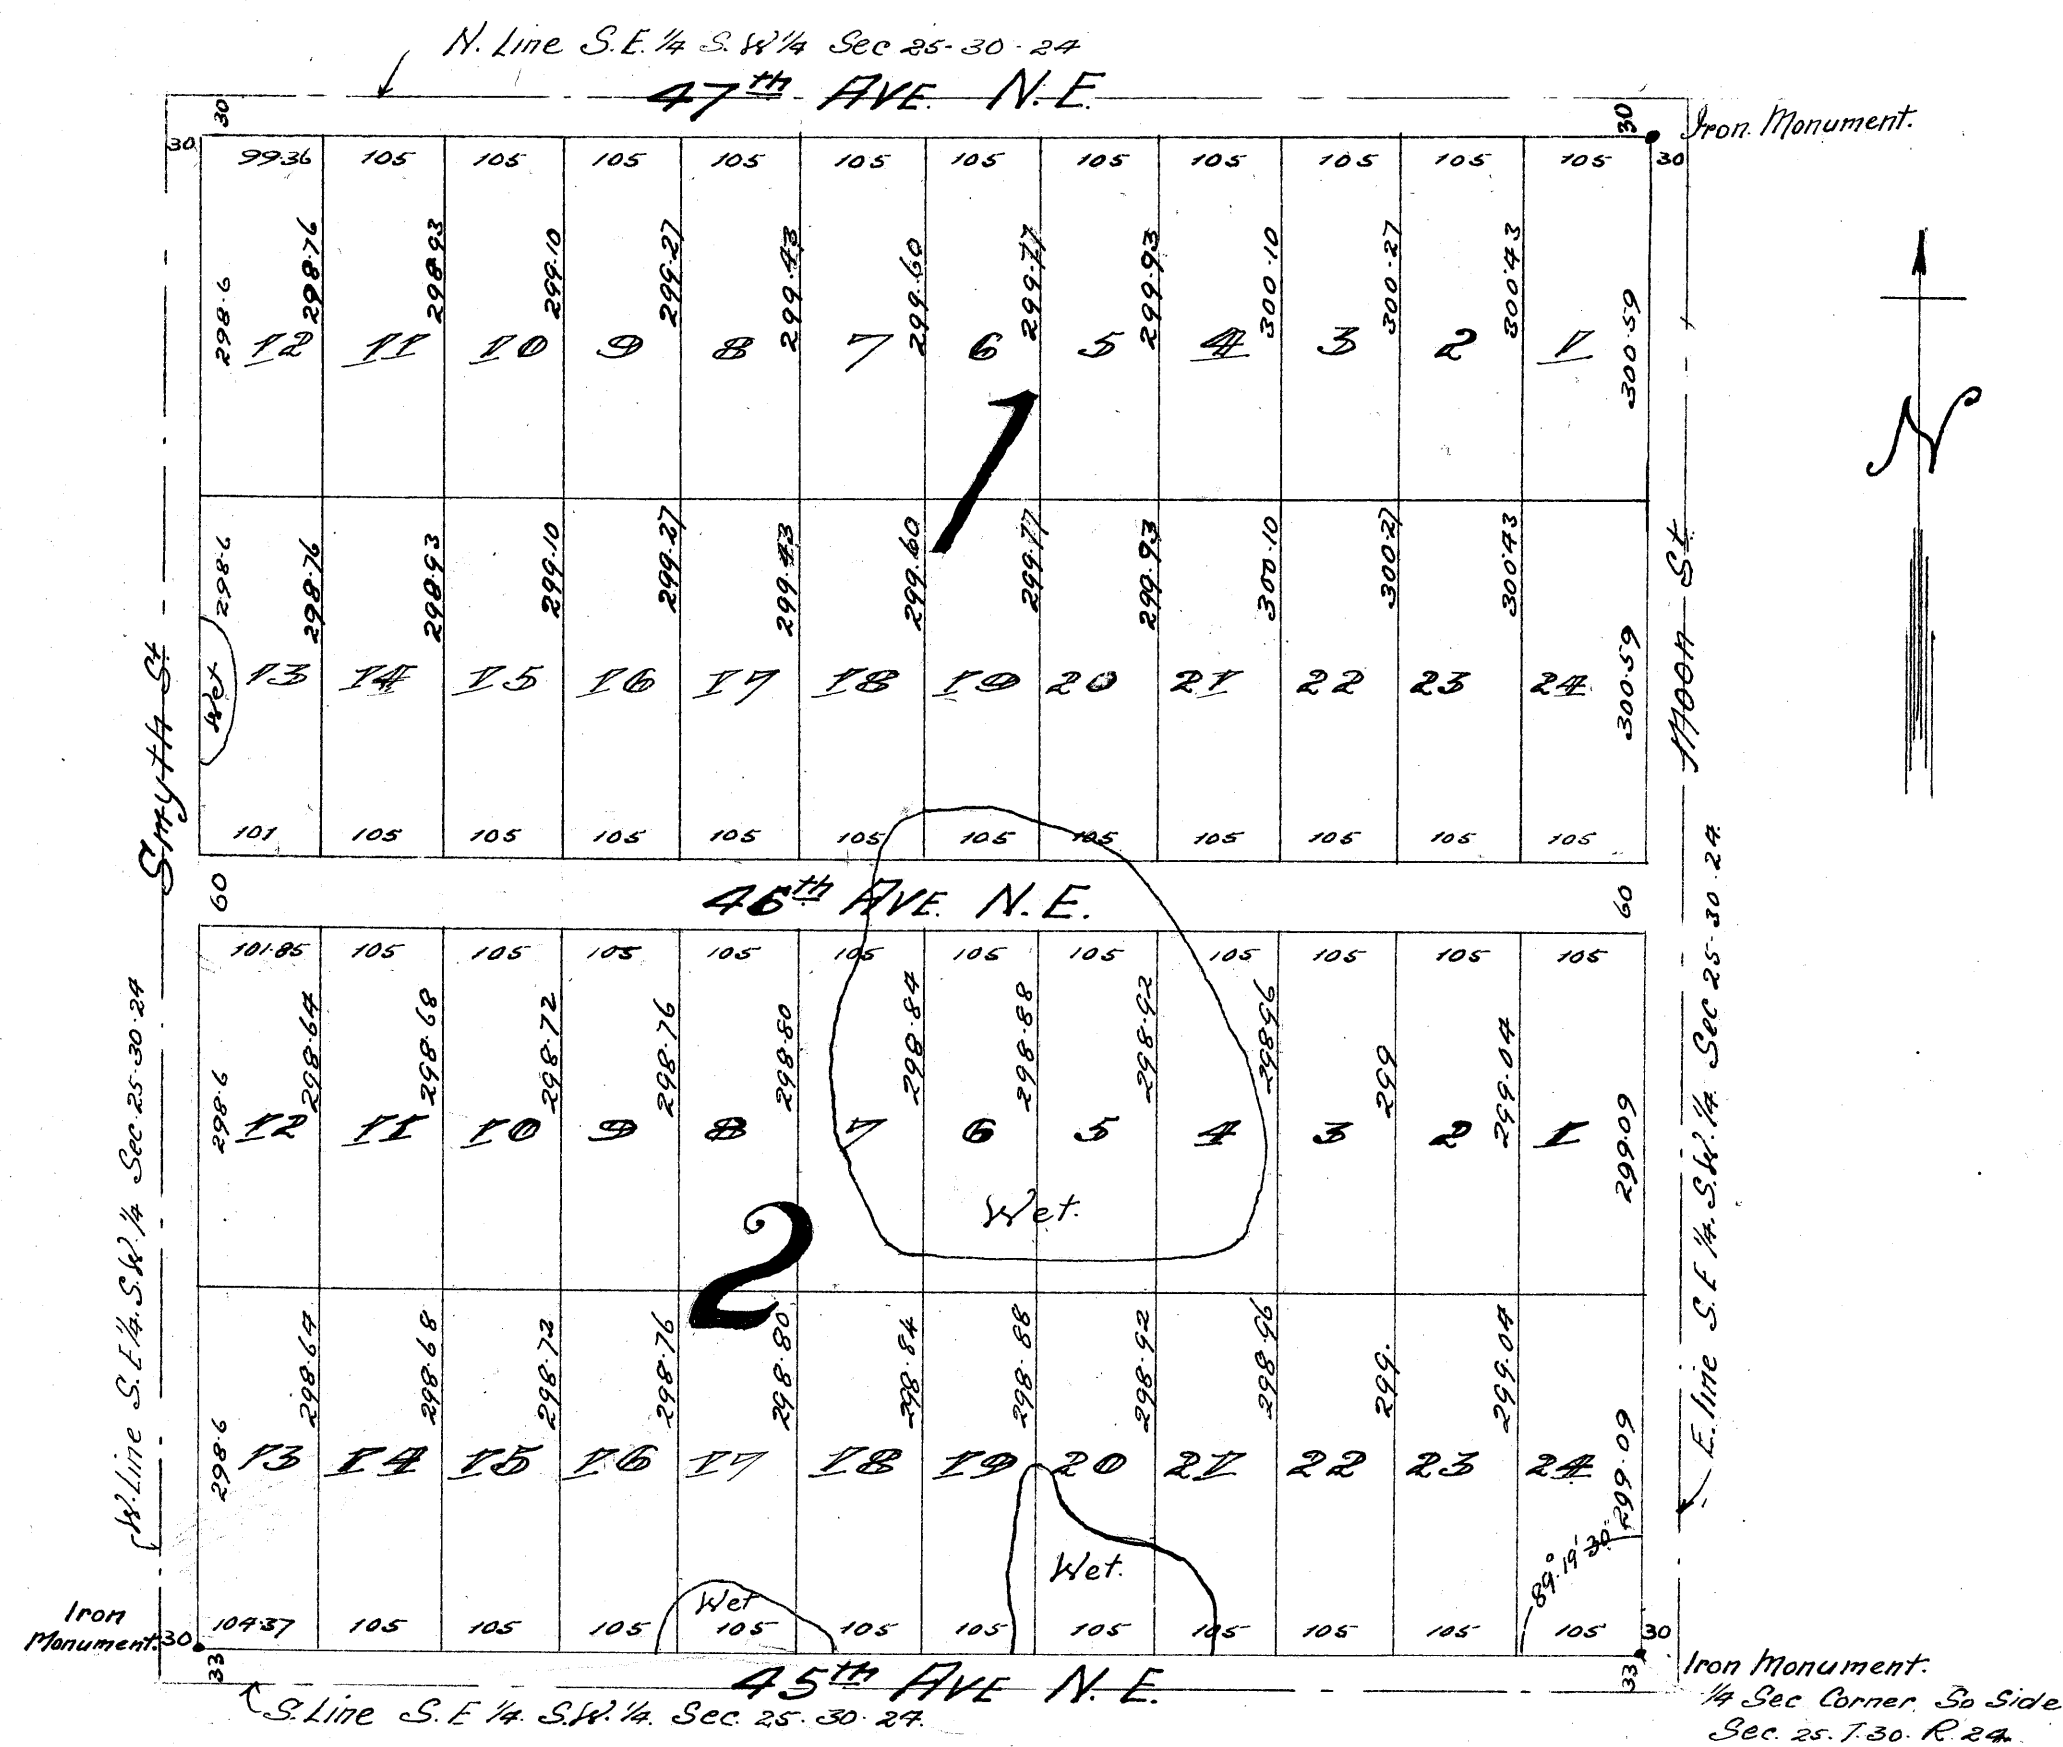 N. Line S.E. 1/4 S.W 1/4 Sec 25-30-24
47th AVE. N.E.
30 30
Iron Monument.
30 99.36 105 105 105 105 105 105 105 105 105 105 105 30
298.6 298.76 298.93 299.10 299.27 299.43 299.60 299.77 299.93 300.10 300.27 300.43 300.59
12 11 10 9 8 7 6 5 4 3 2 1
N
1
298.6 298.76 298.93 299.10 299.27 299.43 299.60 299.77 299.93 300.10 300.27 300.43 300.59
Wet
13 14 15 16 17 18 19 20 21 22 23 24
Smyth St.
Moon St
101 105 105 105 105 105 105 105 105 105 105 105
60 46th AVE. N.E. 60
101.85 105 105 105 105 105 105 105 105 105 105 105
298.6 298.64 298.68 298.72 298.76 298.80 298.84 298.88 298.92 298.96 299 299.04 299.09
12 11 10 9 8 7 6 5 4 3 2 1
Wet.
2
W. Line S.E 1/4. S.W. 1/4 Sec 25-30-24
E. line S.E 1/4. S.W. 1/4. Sec 25-30-24.
298.6 298.64 298.68 298.72 298.76 298.80 298.84 298.88 298.92 298.96 299. 299.04 299.09
13 14 15 16 17 18 19 20 21 22 23 24
Wet.
Wet
89° 19' 30"
Iron
Monument.
30 104.37 105 105 105 105 105 105 105 105 105 105 105 30
33 33
45th AVE N.E.
S. Line S.E 1/4. S.W. 1/4. Sec. 25-30-24.
Iron Monument.
1/4 Sec Corner. So Side
Sec. 25. T. 30. R. 24.